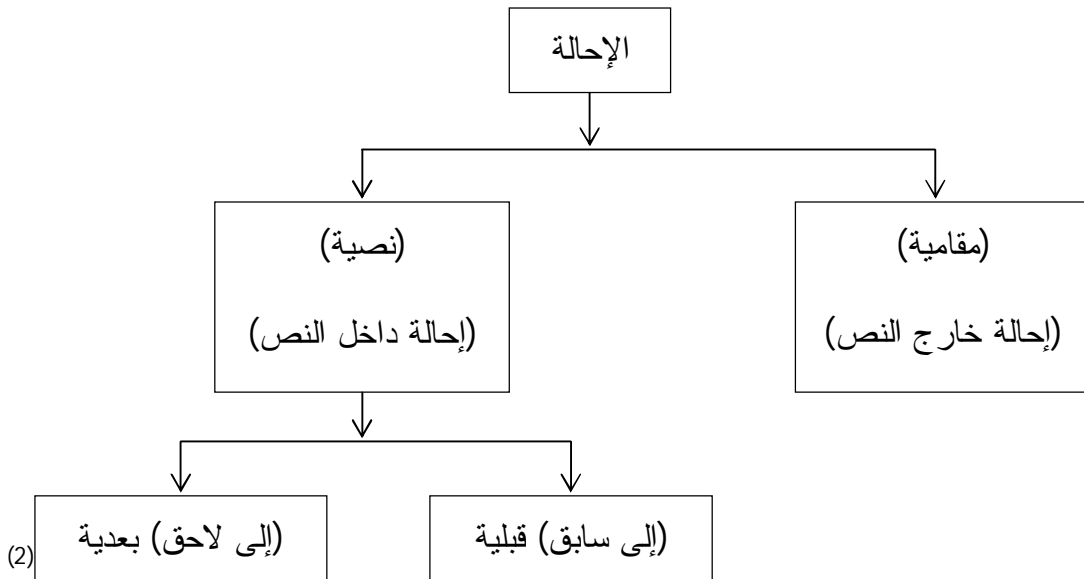 الإحالة
(مقامية)
(إحالة خارج النص)
(نصية)
(إحالة داخل النص)
(إلى سابق) قبلية
(إلى لاحق) بعدية
(2)